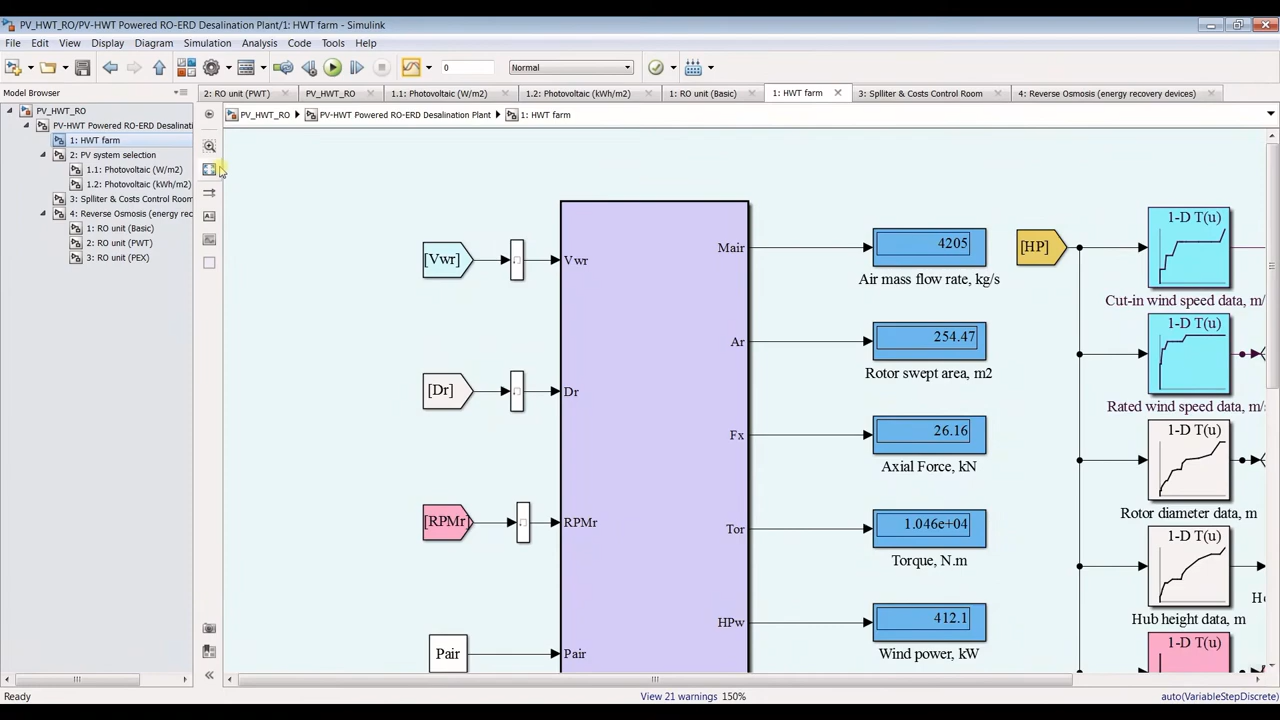 PV_HWT_RO/PV-HWT Powered RO-ERD Desalination Plant/1: HWT farm - Simulink
File Edit View Display Diagram Simulation Analysis Code Tools Help
0 Normal
Model Browser
2: RO unit (PWT) PV_HWT_RO 1.1: Photovoltaic (W/m2) 1.2: Photovoltaic (kWh/m2) 1: RO unit (Basic) 1: HWT farm 3: Spliiter & Costs Control Room 4: Reverse Osmosis (energy recovery devices)
PV_HWT_RO PV-HWT Powered RO-ERD Desalination Plant 1: HWT farm
PV_HWT_RO
PV-HWT Powered RO-ERD Desalinati
1: HWT farm
2: PV system selection
1.1: Photovoltaic (W/m2)
1.2: Photovoltaic (kWh/m2)
3: Spliiter & Costs Control Room
4: Reverse Osmosis (energy rec
1: RO unit (Basic)
2: RO unit (PWT)
3: RO unit (PEX)
[Vwr]
[Dr]
[RPMr]
Pair
Vwr
Dr
RPMr
Pair
Mair
Ar
Fx
Tor
HPw
4205
Air mass flow rate, kg/s
254.47
Rotor swept area, m2
26.16
Axial Force, kN
1.046e+04
Torque, N.m
412.1
Wind power, kW
[HP]
1-D T(u)
Cut-in wind speed data, m/
1-D T(u)
Rated wind speed data, m/s
1-D T(u)
Rotor diameter data, m
1-D T(u)
Hub height data, m
1-D T(u)
Ready View 21 warnings 150% auto(VariableStepDiscrete)